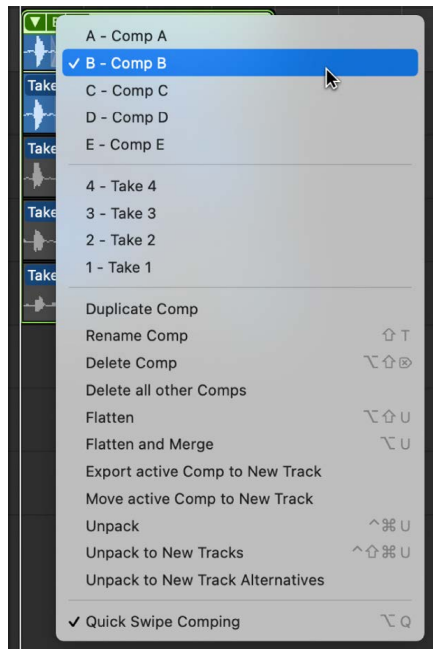 A - Comp A
✓ B - Comp B
C - Comp C
D - Comp D
E - Comp E
4 - Take 4
3 - Take 3
2 - Take 2
1 - Take 1
Duplicate Comp
Rename Comp ⇧ T
Delete Comp ⌥⇧⌦
Delete all other Comps
Flatten ⌥⇧ U
Flatten and Merge ⌥ U
Export active Comp to New Track
Move active Comp to New Track
Unpack ^⌘ U
Unpack to New Tracks ^⇧⌘ U
Unpack to New Track Alternatives
✓ Quick Swipe Comping ⌥ Q
Take
Take
Take
Take